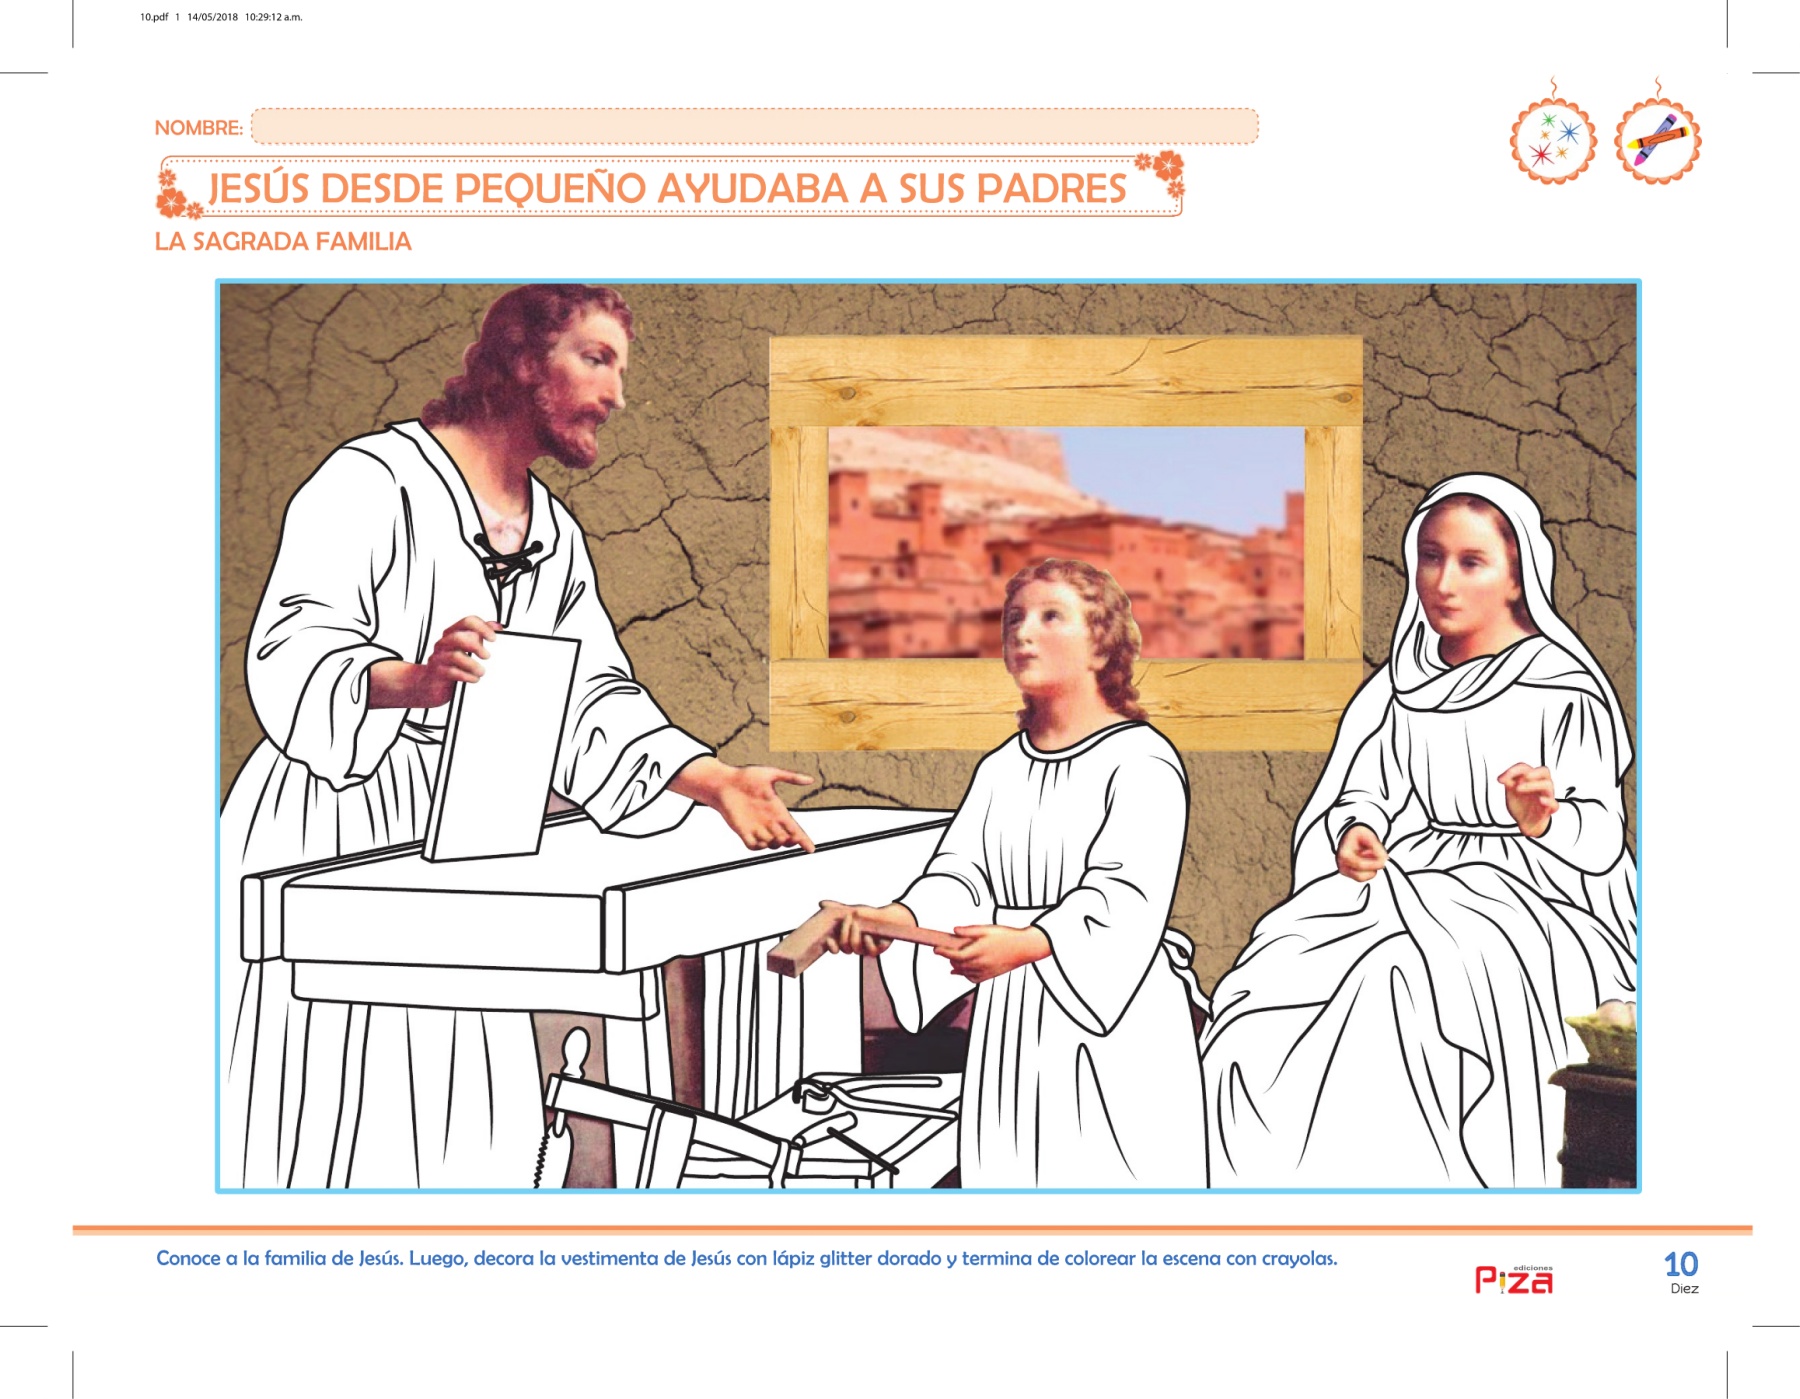 10.pdf 1 14/05/2018 10:29:12 a.m.
NOMBRE:
JESÚS DESDE PEQUEÑO AYUDABA A SUS PADRES
LA SAGRADA FAMILIA
Conoce a la familia de Jesús. Luego, decora la vestimenta de Jesús con lápiz glitter dorado y termina de colorear la escena con crayolas.
ediciones
Piza
10
Diez